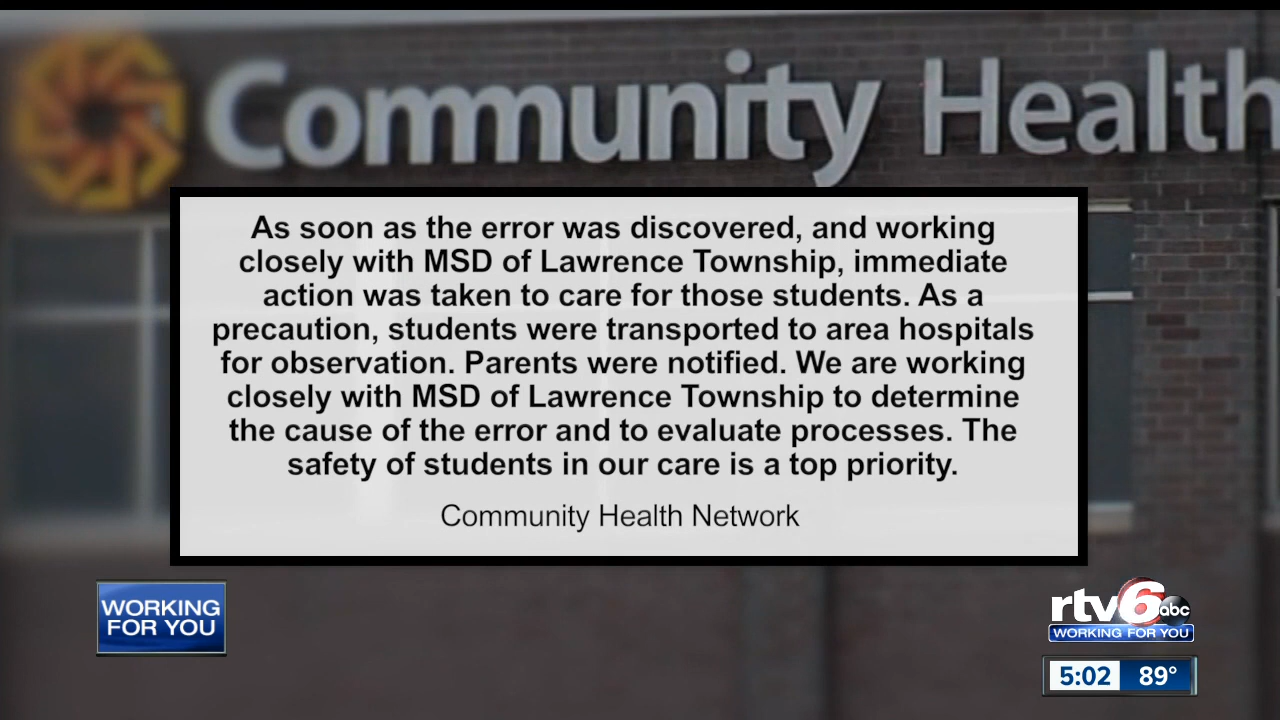 Community Health
As soon as the error was discovered, and working
closely with MSD of Lawrence Township, immediate
action was taken to care for those students. As a
precaution, students were transported to area hospitals
for observation. Parents were notified. We are working
closely with MSD of Lawrence Township to determine
the cause of the error and to evaluate processes. The
safety of students in our care is a top priority.
Community Health Network
WORKING
FOR YOU
rtv6 abc
WORKING FOR YOU
5:02 89°